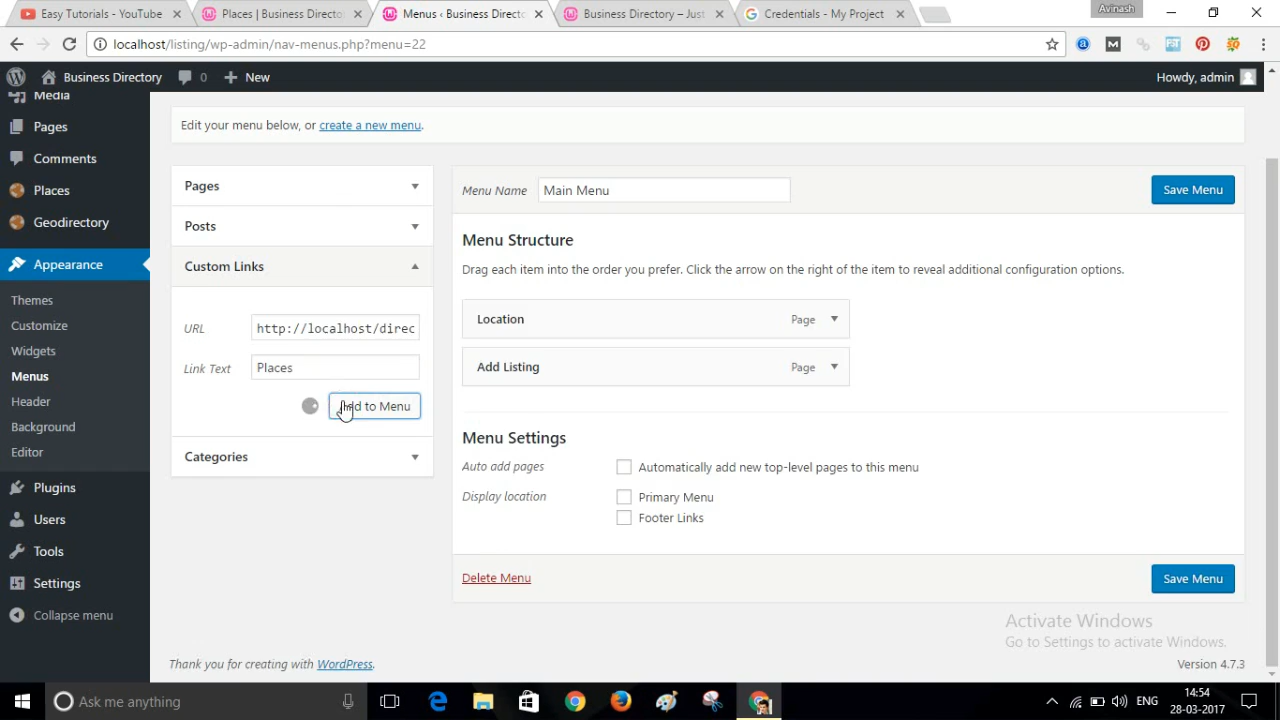 Easy Tutorials - YouTube
Places | Business Direct
Menus ‹ Business Direct
Business Directory – Just
Credentials - My Project
Avinash
localhost/listing/wp-admin/nav-menus.php?menu=22
Business Directory
0
New
Howdy, admin
Media
Pages
Comments
Places
Geodirectory
Appearance
Themes
Customize
Widgets
Menus
Header
Background
Editor
Plugins
Users
Tools
Settings
Collapse menu
Edit your menu below, or create a new menu.
Pages
Posts
Custom Links
URL http://localhost/direc
Link Text Places
Add to Menu
Categories
Menu Name Main Menu
Save Menu
Menu Structure
Drag each item into the order you prefer. Click the arrow on the right of the item to reveal additional configuration options.
Location Page
Add Listing Page
Menu Settings
Auto add pages Automatically add new top-level pages to this menu
Display location Primary Menu
Footer Links
Delete Menu
Save Menu
Activate Windows
Go to Settings to activate Windows.
Thank you for creating with WordPress.
Version 4.7.3
Ask me anything
ENG
14:54
28-03-2017